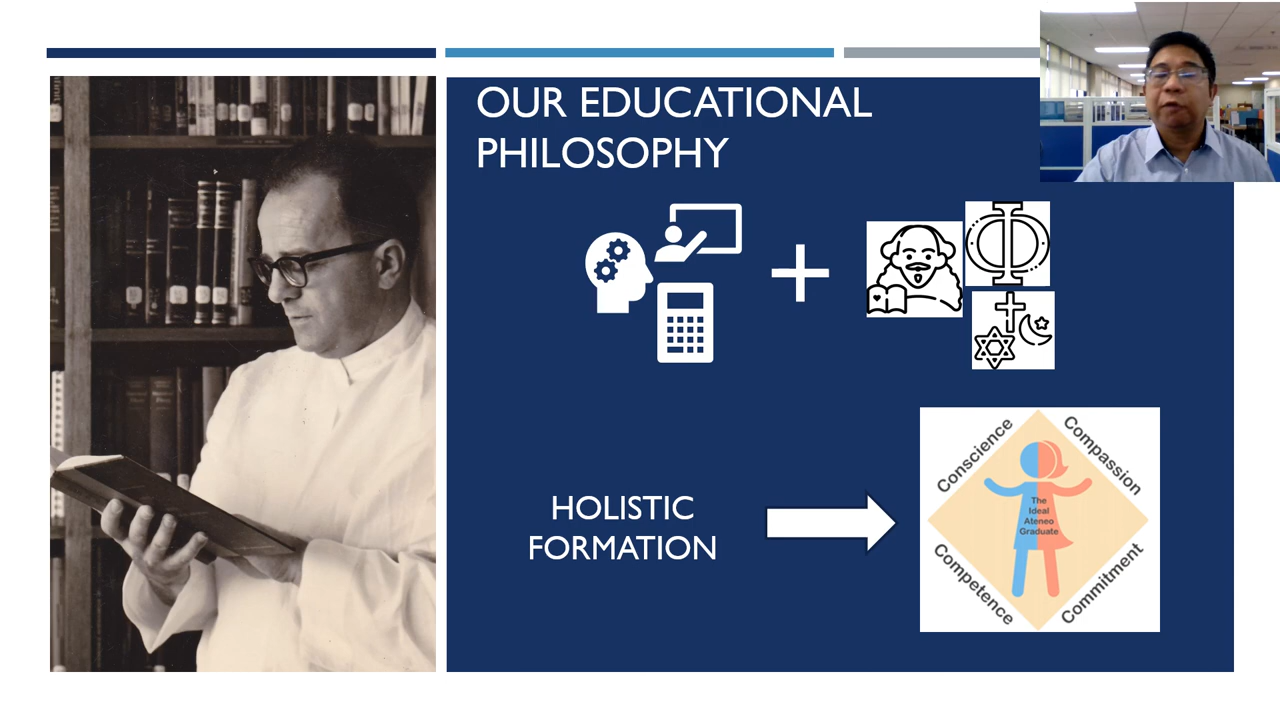 OUR EDUCATIONAL
PHILOSOPHY
HOLISTIC
FORMATION
Conscience
Compassion
The
Ideal
Ateneo
Graduate
Competence
Commitment